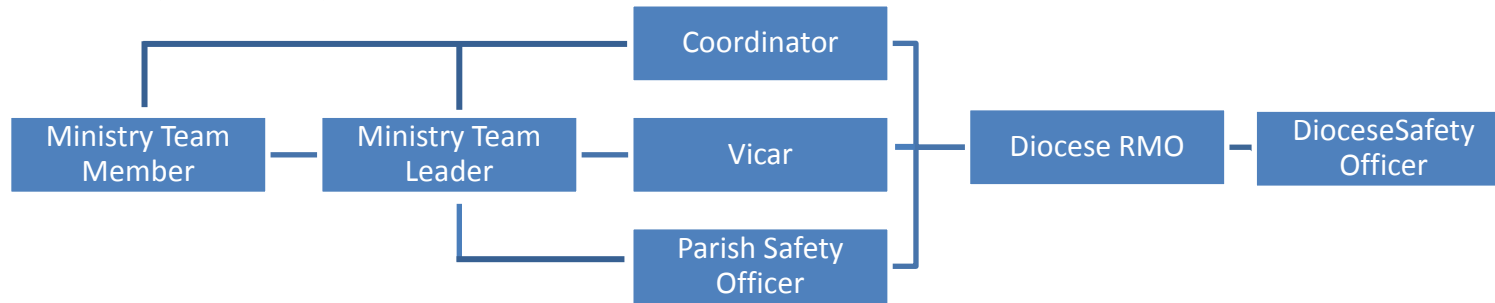 Coordinator
Ministry Team
Member
Ministry Team
Leader
Vicar
Parish Safety
Officer
Diocese RMO
DioceseSafety
Officer